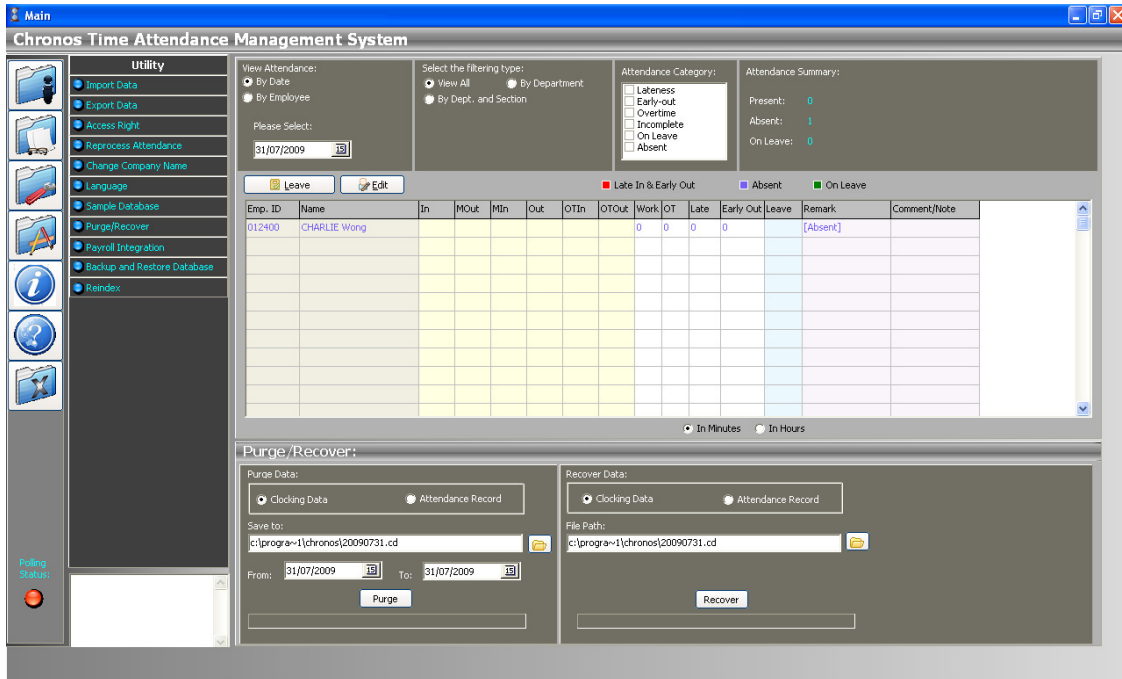 Main
Chronos Time Attendance Management System
Utility
Import Data
Export Data
Access Right
Reprocess Attendance
Change Company Name
Language
Sample Database
Purge/Recover
Payroll Integration
Backup and Restore Database
Reindex
Polling
Status:
View Attendance:
By Date
By Employee
Please Select:
31/07/2009 15
Select the filtering type:
View All By Department
By Dept. and Section
Attendance Category:
Lateness
Early-out
Overtime
Incomplete
On Leave
Absent
Attendance Summary:
Present: 0
Absent: 1
On Leave: 0
Leave Edit Late In & Early Out Absent On Leave
Emp. ID Name In MOut MIn Out OTIn OTOut Work OT Late Early Out Leave Remark Comment/Note
012400 CHARLIE Wong 0 0 0 0 [Absent]
In Minutes In Hours
Purge/Recover:
Purge Data:
Clocking Data Attendance Record
Save to:
c:\progra~1\chronos\20090731.cd
From: 31/07/2009 15 To: 31/07/2009 15
Purge
Recover Data:
Clocking Data Attendance Record
File Path:
c:\progra~1\chronos\20090731.cd
Recover